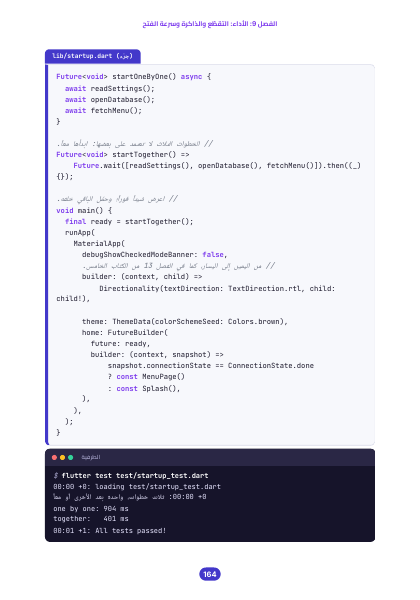 الفصل 9: الأداء: التقطّع والذاكرة وسرعة الفتح
lib/startup.dart (جزء)
Future<void> startOneByOne() async {
await readSettings();
await openDatabase();
await fetchMenu();
}
// الخطوات الثلاث لا تعتمد على بعضها: ابدأها معاً.
Future<void> startTogether() =>
Future.wait([readSettings(), openDatabase(), fetchMenu()]).then((_)
{});
// اعرض شيئاً فوراً، وحمّل الباقي خلفه.
void main() {
final ready = startTogether();
runApp(
MaterialApp(
debugShowCheckedModeBanner: false,
// من اليمين إلى اليسار، كما في الفصل 13 من الكتاب الخامس.
builder: (context, child) =>
Directionality(textDirection: TextDirection.rtl, child:
child!),
theme: ThemeData(colorSchemeSeed: Colors.brown),
home: FutureBuilder(
future: ready,
builder: (context, snapshot) =>
snapshot.connectionState == ConnectionState.done
? const MenuPage()
: const Splash(),
),
),
);
}
الطرفية
$ flutter test test/startup_test.dart
00:00 +0: loading test/startup_test.dart
00:00 +0: ثلاث خطوات، واحدة بعد الأخرى أو معاً
one by one: 904 ms
together: 401 ms
00:01 +1: All tests passed!
164